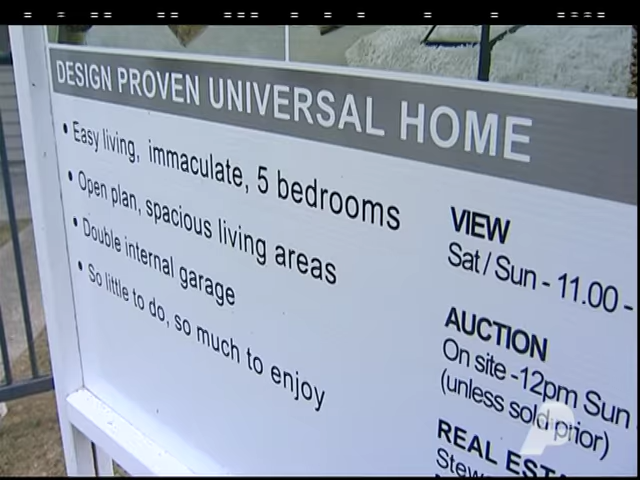 DESIGN PROVEN UNIVERSAL HOME
• Easy living, immaculate, 5 bedrooms
• Open plan, spacious living areas
• Double internal garage
• So little to do, so much to enjoy
VIEW
Sat / Sun - 11.00 -
AUCTION
On site -12pm Sun
(unless sold prior)
REAL